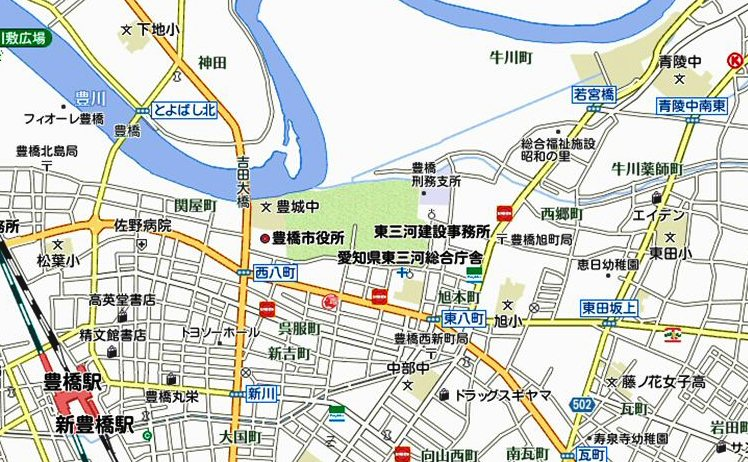 川敷広場
下地小
神田
牛川町
青陵中
K
若宮橋
豊川
とよばし北
青陵中南東
フィオーレ豊橋
豊橋
総合福祉施設
昭和の里
豊橋北島局
吉田大橋
豊橋
刑務支所
牛川薬師町
関屋町
豊城中
西郷町
エイデン
務所
佐野病院
豊橋市役所
東三河建設事務所
豊橋旭町局
松葉小
愛知県東三河総合庁舎
東田小
西八町
恵日幼稚園
高英堂書店
旭本町
呉服町
旭小
東田坂上
東八町
精文館書店
トヨソーホール
豊橋西新町局
新吉町
中部中
豊橋駅
藤ノ花女子高
豊橋丸栄
新川
ドラッグスギヤマ
502
瓦町
新豊橋駅
岩田町
大国町
寿泉寺幼稚園
向山西町
南瓦町
瓦町